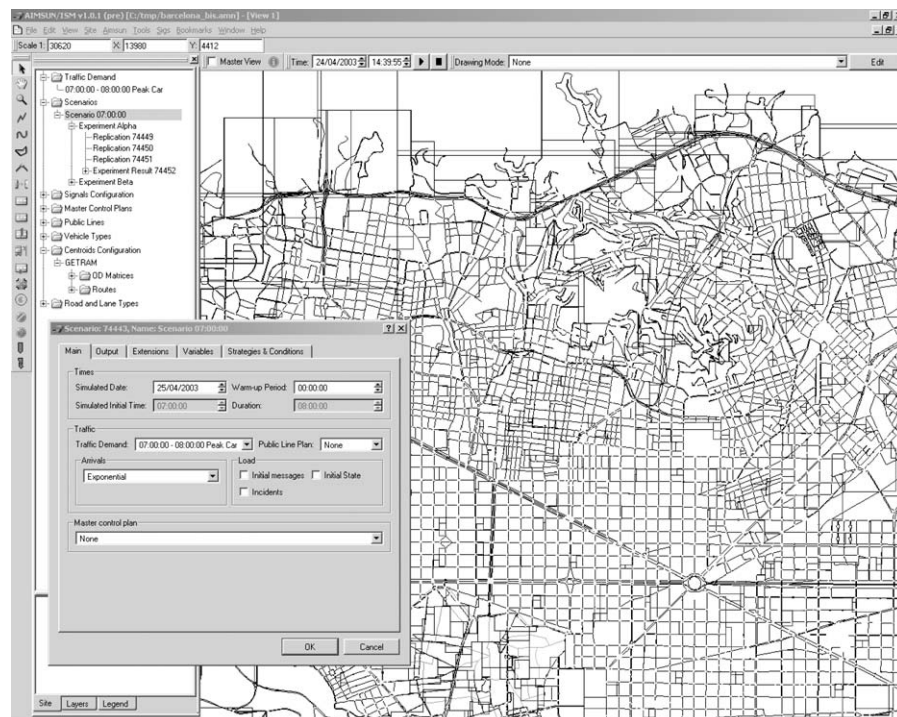 AIMSUN/ISM v1.0.1 (pre) [C:/tmp/barcelona_bis.amn] - [View 1]
File Edit View Site Aimsun Tools Sigs Bookmarks Window Help
Scale 1: 30620 X: 13980 Y: 4412
Master View Time: 24/04/2003 14:39:55 Drawing Mode: None Edit
Traffic Demand
07:00:00 - 08:00:00 Peak Car
Scenarios
Scenario 07:00:00
Experiment Alpha
Replication 74449
Replication 74450
Replication 74451
Experiment Result 74452
Experiment Beta
Signals Configuration
Master Control Plans
Public Lines
Vehicle Types
Centroids Configuration
GETRAM
OD Matrices
Routes
Road and Lane Types
Scenario: 74443, Name: Scenario 07:00:00
Main Output Extensions Variables Strategies & Conditions
Times
Simulated Date: 25/04/2003 Warm-up Period: 00:00:00
Simulated Initial Time: 07:00:00 Duration: 08:00:00
Traffic
Traffic Demand: 07:00:00 - 08:00:00 Peak Car Public Line Plan: None
Arrivals Load
Exponential Initial messages Initial State
Incidents
Master control plan
None
OK Cancel
Site Layers Legend